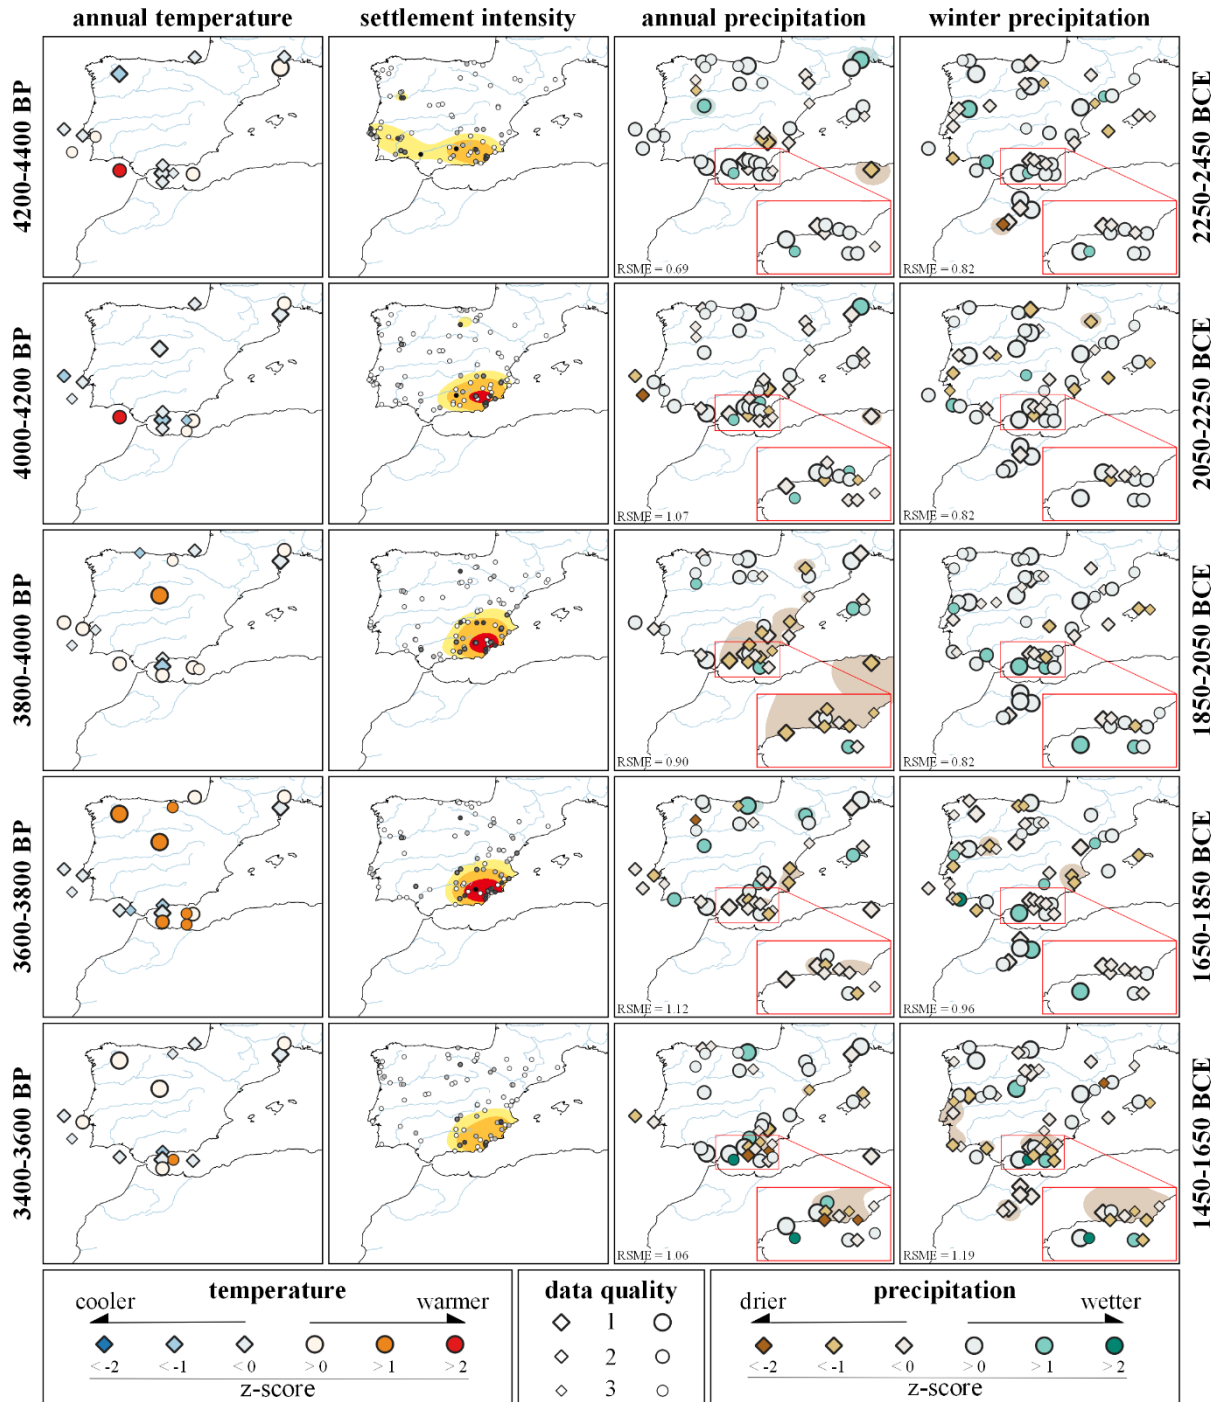 annual temperature settlement intensity annual precipitation winter precipitation
4200-4400 BP
RSME = 0.69
RSME = 0.82
2250-2450 BCE
4000-4200 BP
RSME = 1.07
RSME = 0.82
2050-2250 BCE
3800-4000 BP
RSME = 0.90
RSME = 0.82
1850-2050 BCE
3600-3800 BP
RSME = 1.12
RSME = 0.96
1650-1850 BCE
3400-3600 BP
RSME = 1.06
RSME = 1.19
1450-1650 BCE
temperature
cooler warmer
< -2 < -1 < 0 > 0 > 1 > 2
z-score
data quality
1
2
3
precipitation
drier wetter
< -2 < -1 < 0 > 0 > 1 > 2
z-score